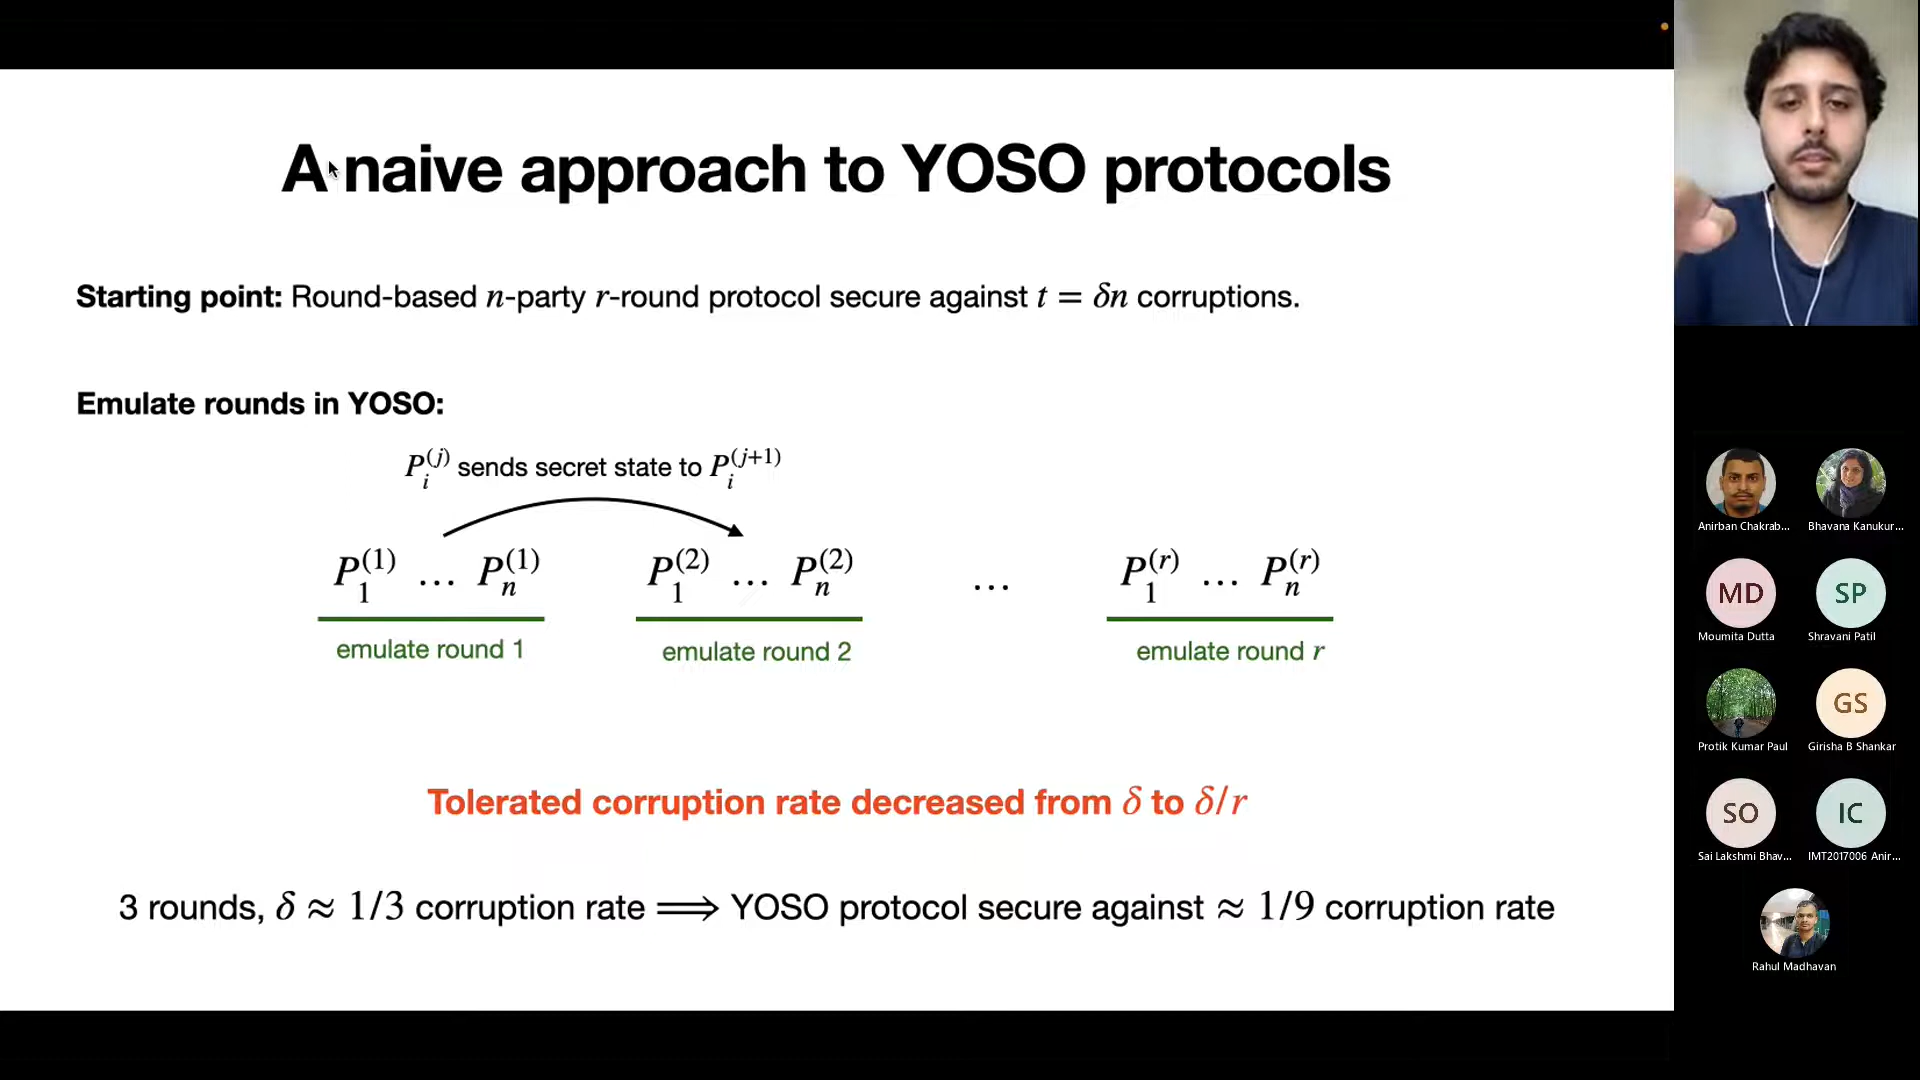 A naive approach to YOSO protocols
Starting point: Round-based n-party r-round protocol secure against t = δn corruptions.
Emulate rounds in YOSO:
P_i^{(j)} sends secret state to P_i^{(j+1)}
P_1^{(1)} … P_n^{(1)} P_1^{(2)} … P_n^{(2)} … P_1^{(r)} … P_n^{(r)}
emulate round 1 emulate round 2 emulate round r
Tolerated corruption rate decreased from δ to δ/r
3 rounds, δ ≈ 1/3 corruption rate ⟹ YOSO protocol secure against ≈ 1/9 corruption rate
Anirban Chakrab... Bhavana Kanukur...
MD SP
Moumita Dutta Shravani Patil
GS
Protik Kumar Paul Girisha B Shankar
SO IC
Sai Lakshmi Bhav... IMT2017006 Anir...
Rahul Madhavan